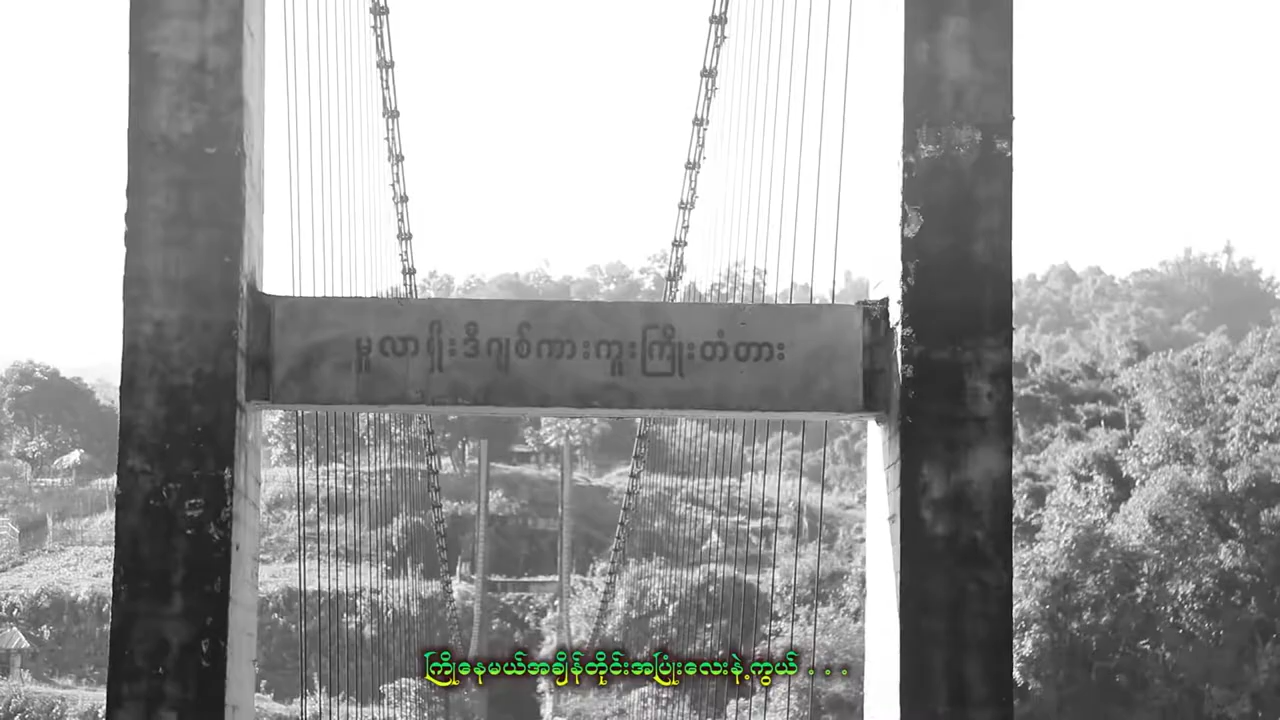 မူလာရှီးဒီဂျစ်ကားကူးကြိုးတံတား
ကြိုနေမယ်အချိန်တိုင်းအပြုံးလေးနဲ့ကွယ် . . .